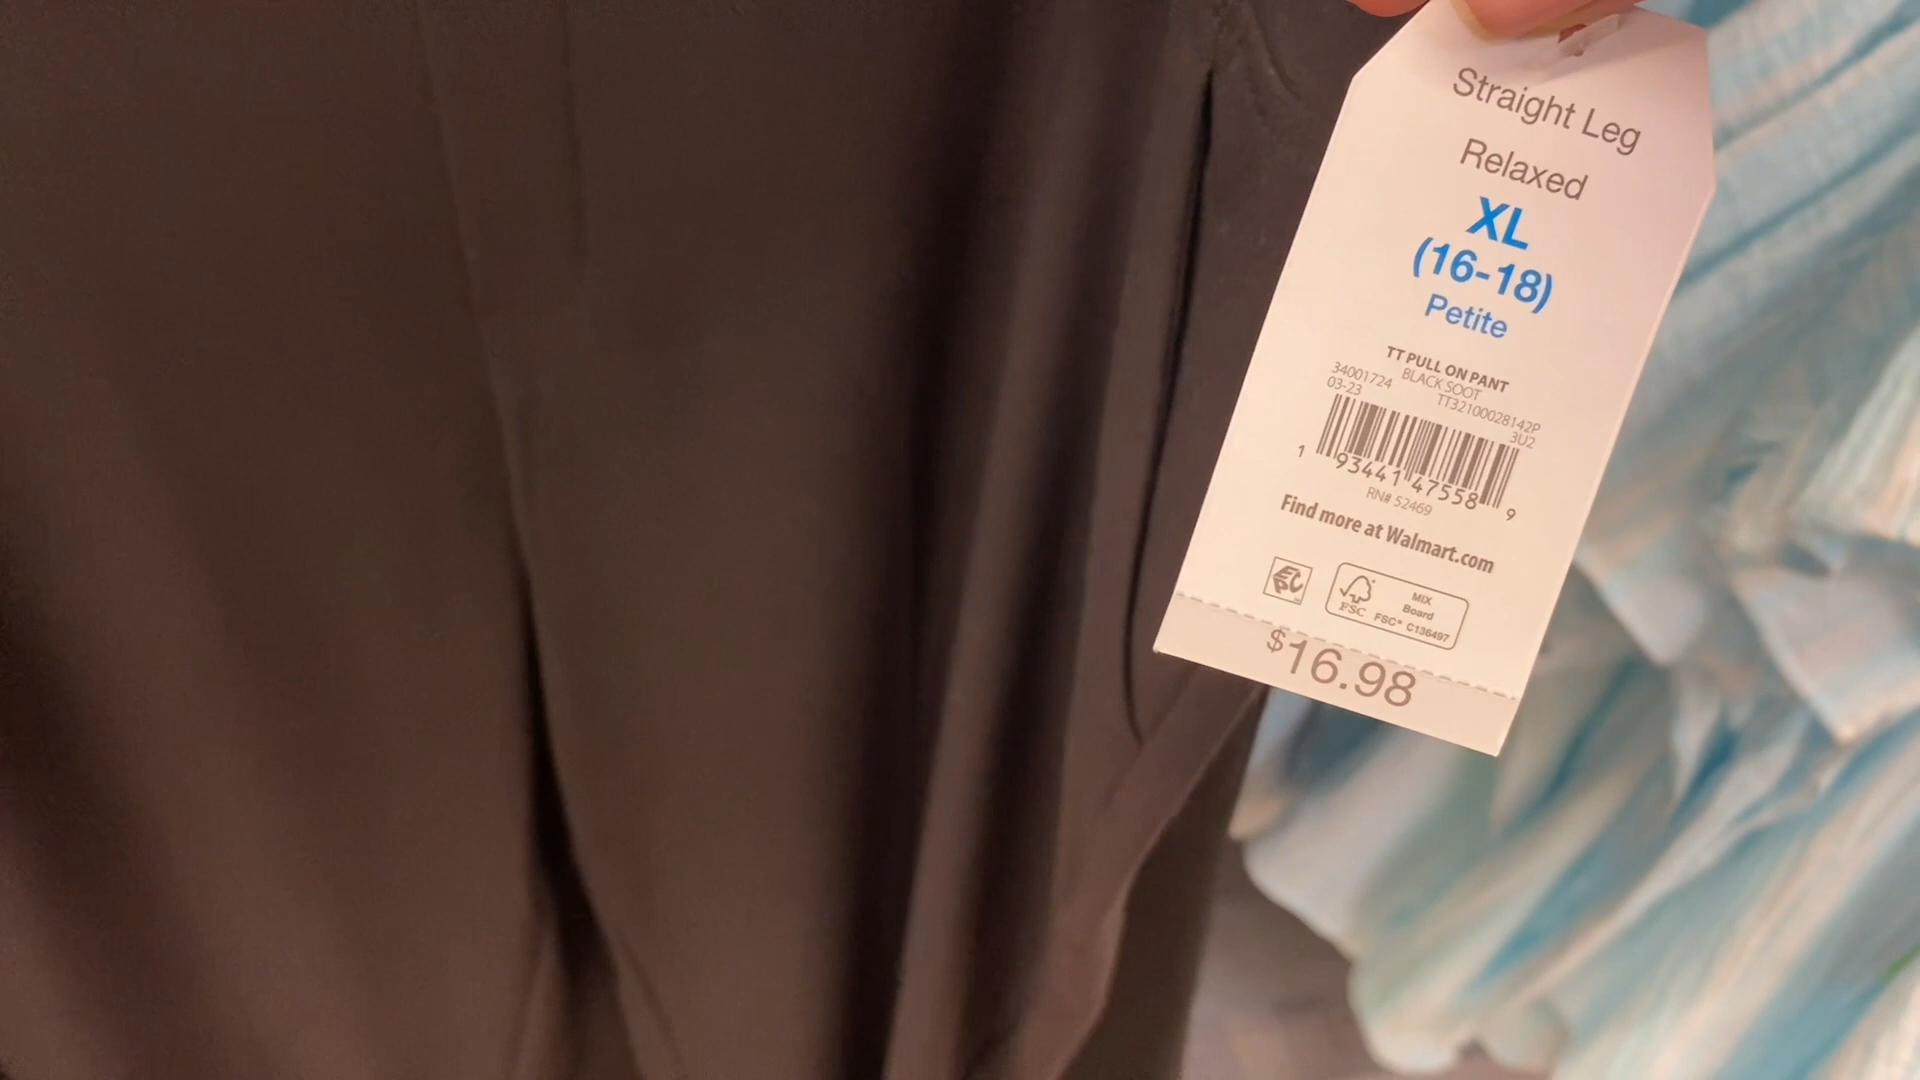 Straight Leg
Relaxed
XL
(16-18)
Petite
TT PULL ON PANT
34001724 BLACK SOOT
03-23 TT32100028142P
3U2
1 93441 47558 9
RN# 52469
Find more at Walmart.com
EPC
FSC MIX
Board
FSC® C136497
$16.98